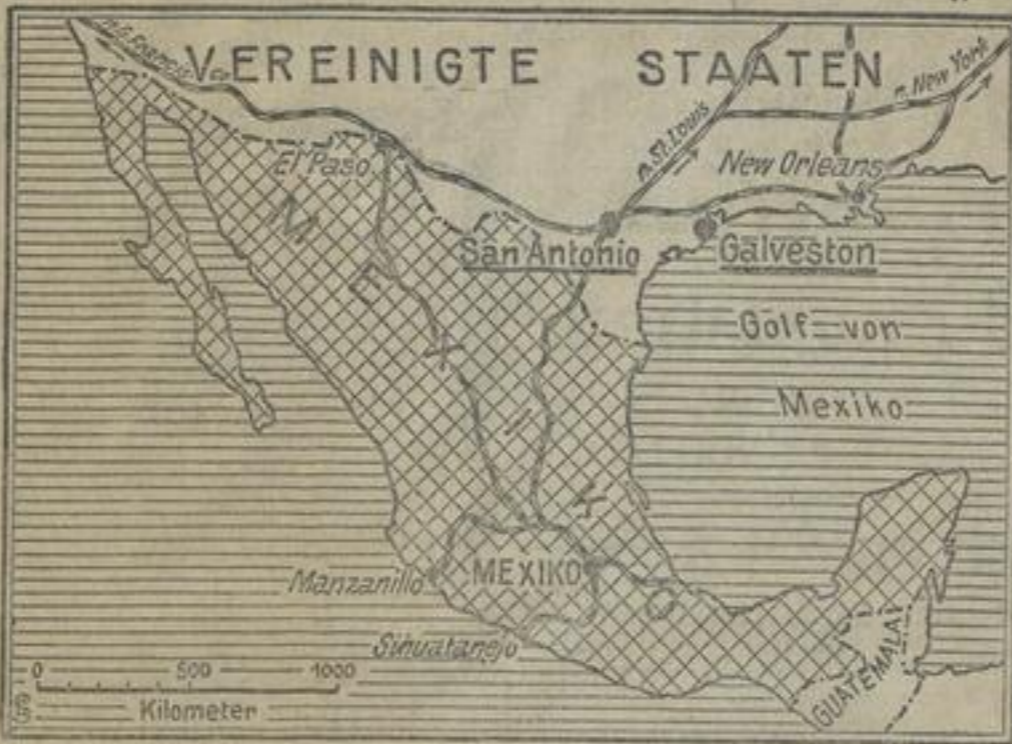 VEREINIGTE STAATEN
n. New York
n. St. Louis
El Paso
New Orleans
San Antonio
Galveston
MEXIKO
Golf von
Mexiko
Manzanillo
MEXIKO
Sihuatanejo
GUATEMALA
0 500 1000
Kilometer